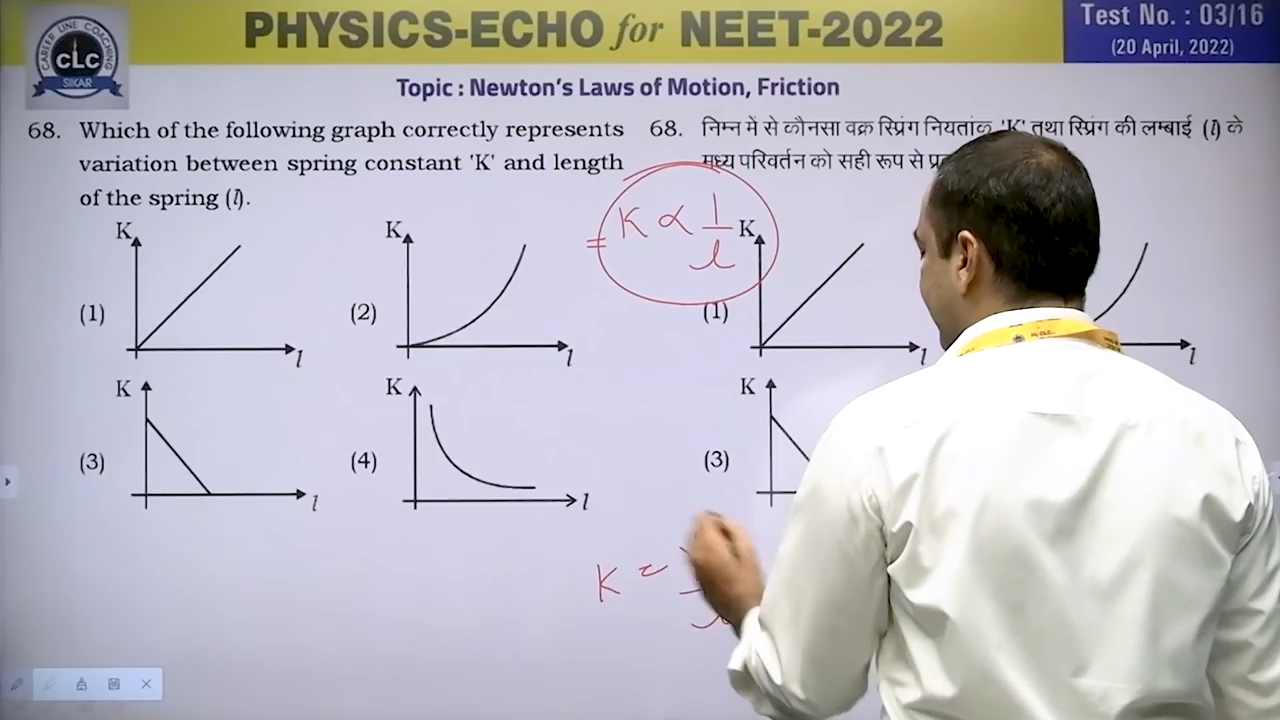 PHYSICS-ECHO for NEET-2022
Test No. : 03/16
(20 April, 2022)
CAREER LINE COACHING
CLC
SIKAR
Topic : Newton's Laws of Motion, Friction
68. Which of the following graph correctly represents
variation between spring constant 'K' and length
of the spring (l).
K
(1)
l
K
(2)
l
K
(3)
l
K
(4)
l
68. निम्न में से कौनसा वक्र स्प्रिंग नियतांक 'K' तथा स्प्रिंग की लम्बाई (l) के
मध्य परिवर्तन को सही रूप से
= K ∝ 1/l
K
(1)
l
l
K
(3)
K =